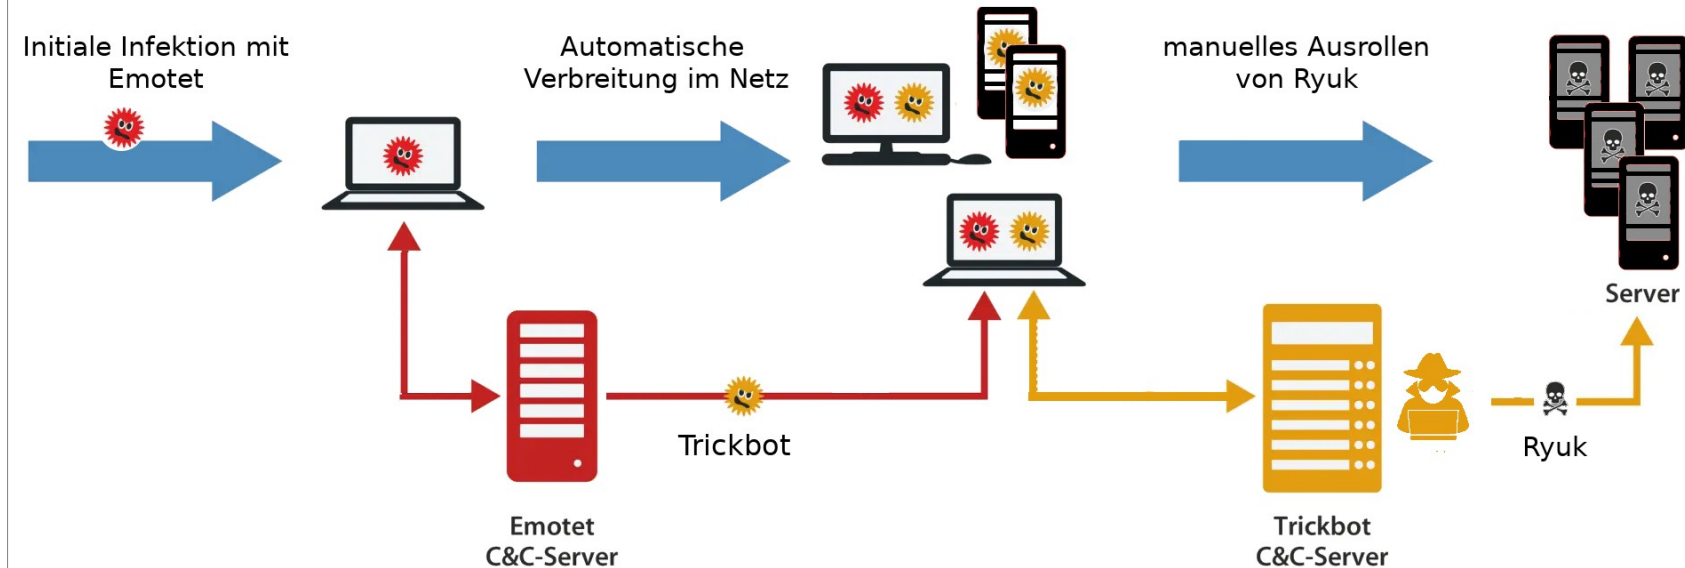 Initiale Infektion mit
Emotet
Automatische
Verbreitung im Netz
manuelles Ausrollen
von Ryuk
Server
Trickbot
Ryuk
Emotet
C&C-Server
Trickbot
C&C-Server